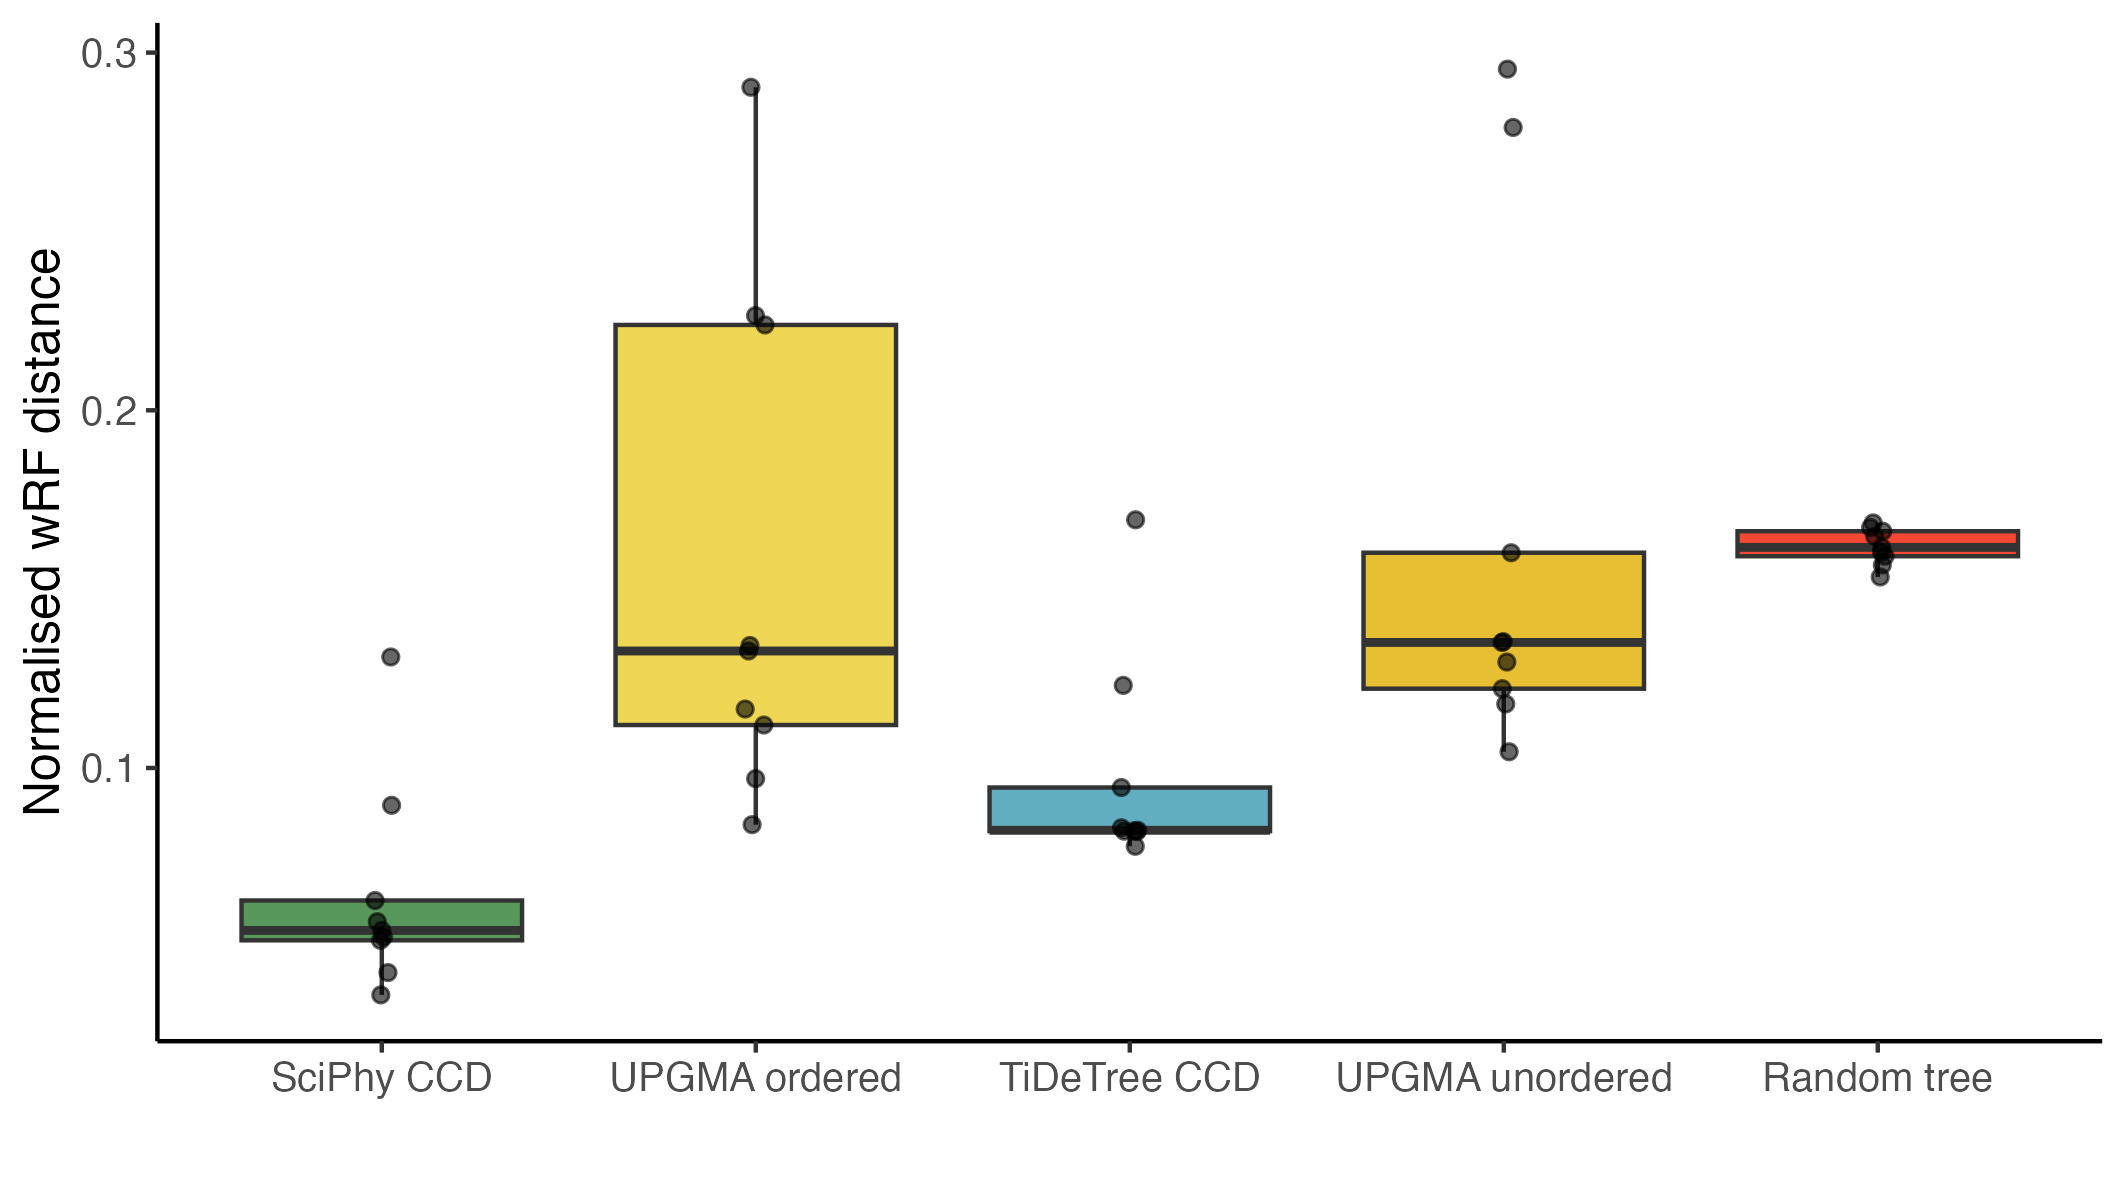 Normalised wRF distance
0.3
0.2
0.1
SciPhy CCD
UPGMA ordered
TiDeTree CCD
UPGMA unordered
Random tree